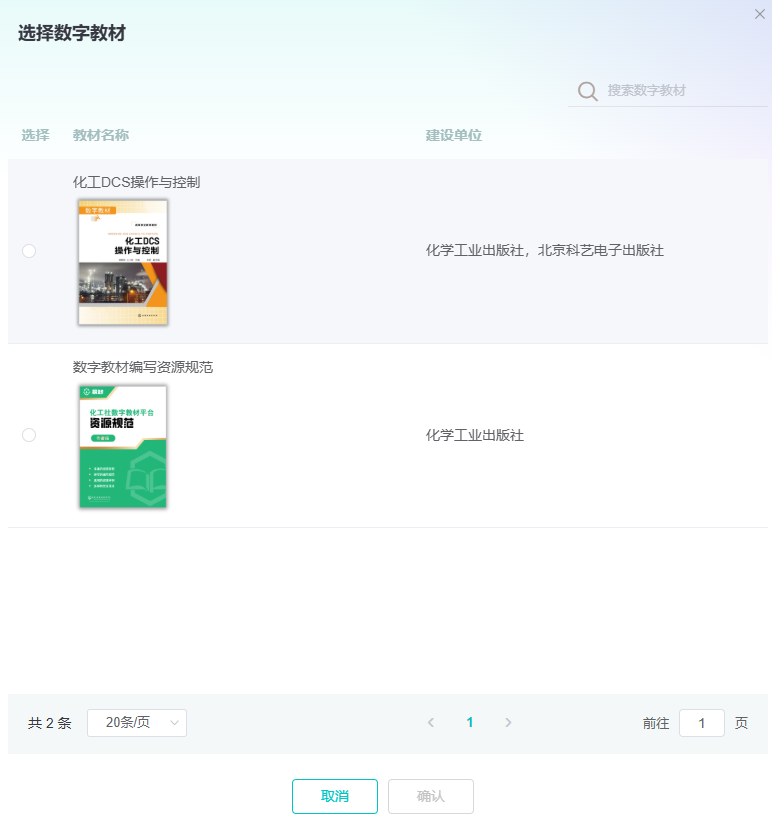 选择数字教材
搜索数字教材
选择 教材名称 建设单位
化工DCS操作与控制
数字教材
化工DCS
操作与控制
化学工业出版社，北京科艺电子出版社
数字教材编写资源规范
化工社数字教材平台
资源规范
化学工业出版社
共 2 条 20条/页 1 前往 1 页
取消 确认